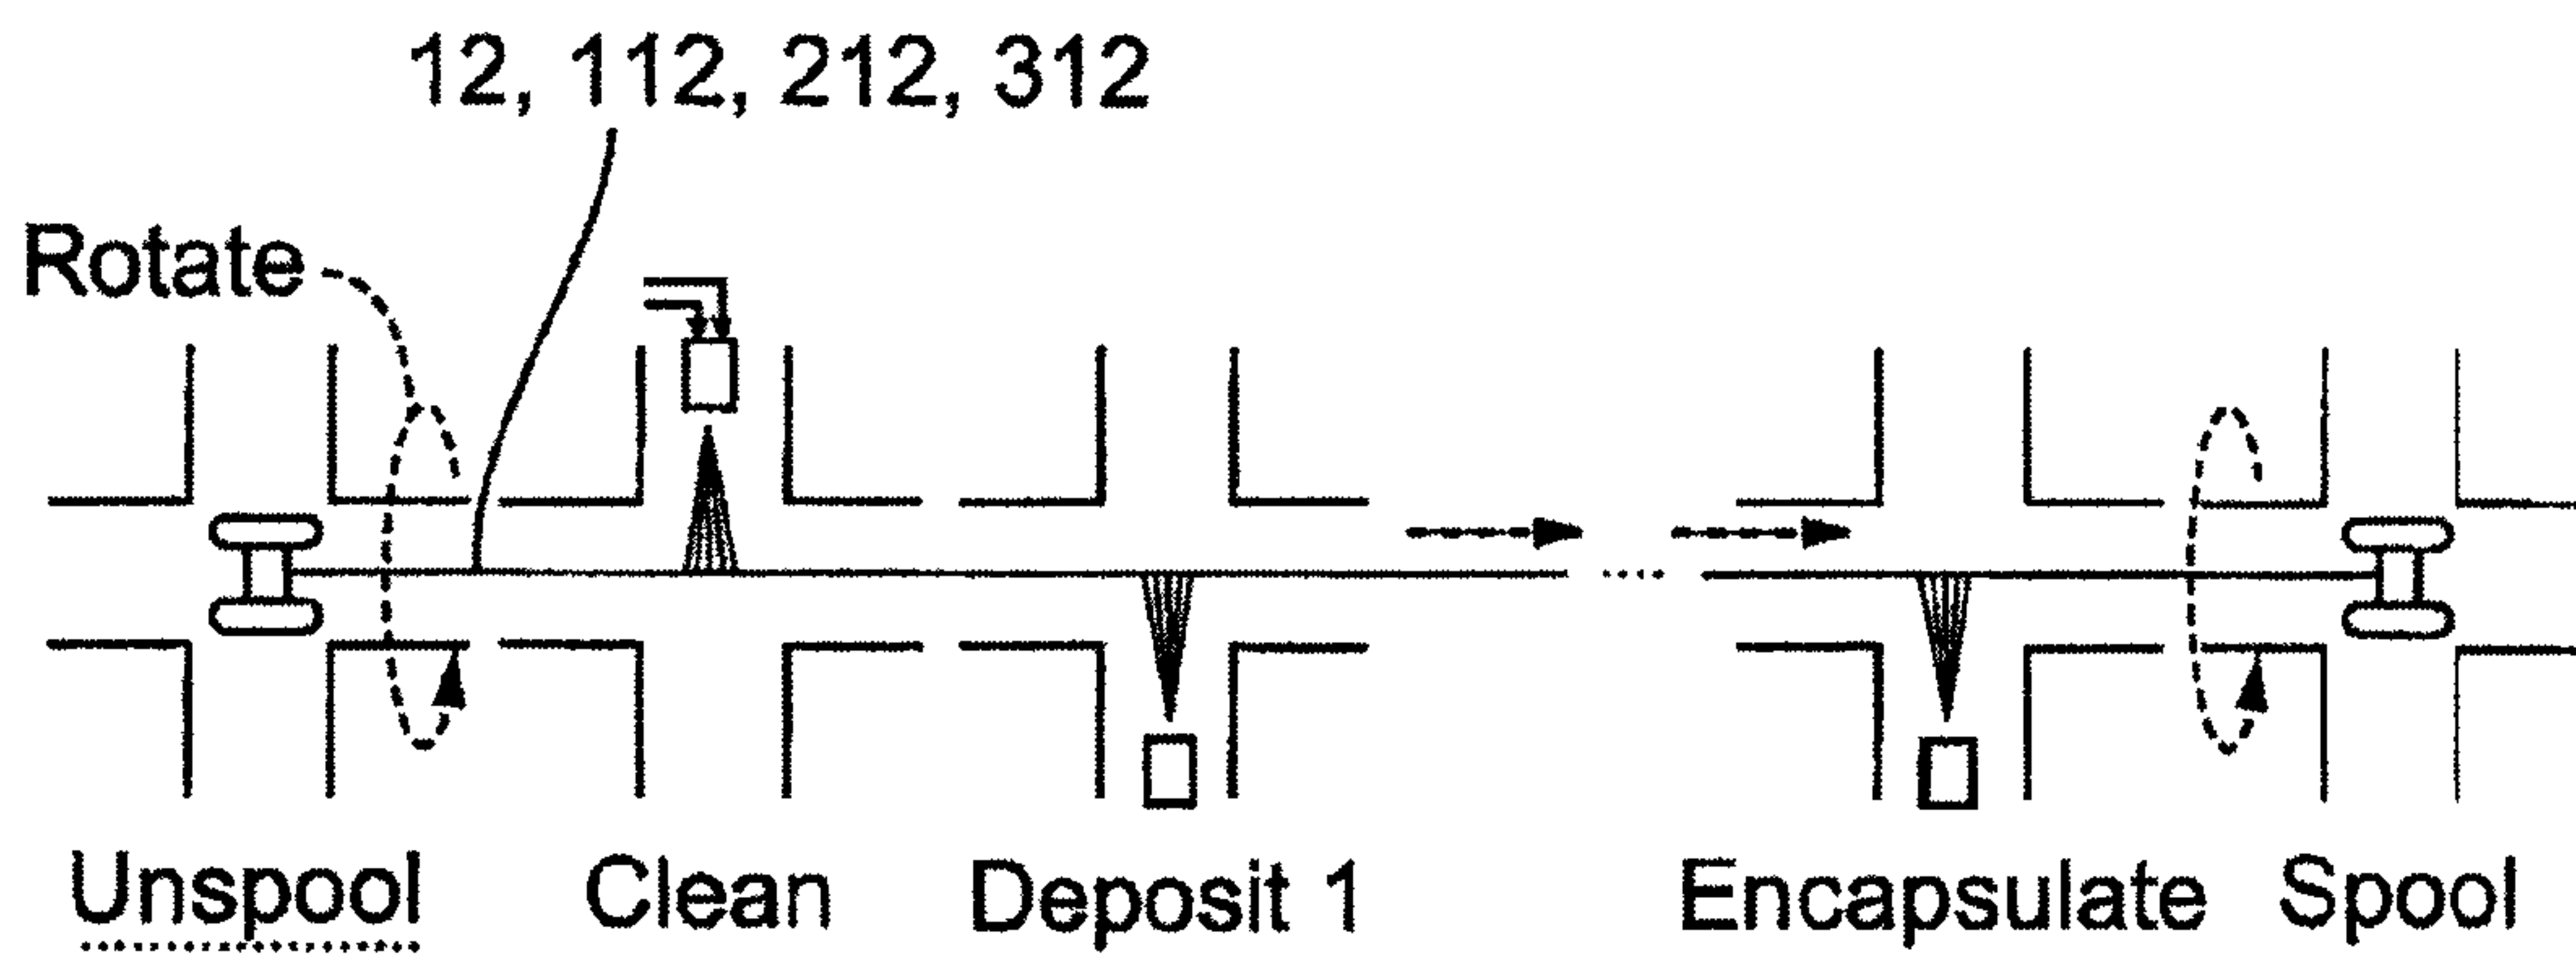 12, 112, 212, 312
Rotate
Unspool Clean Deposit 1 Encapsulate Spool